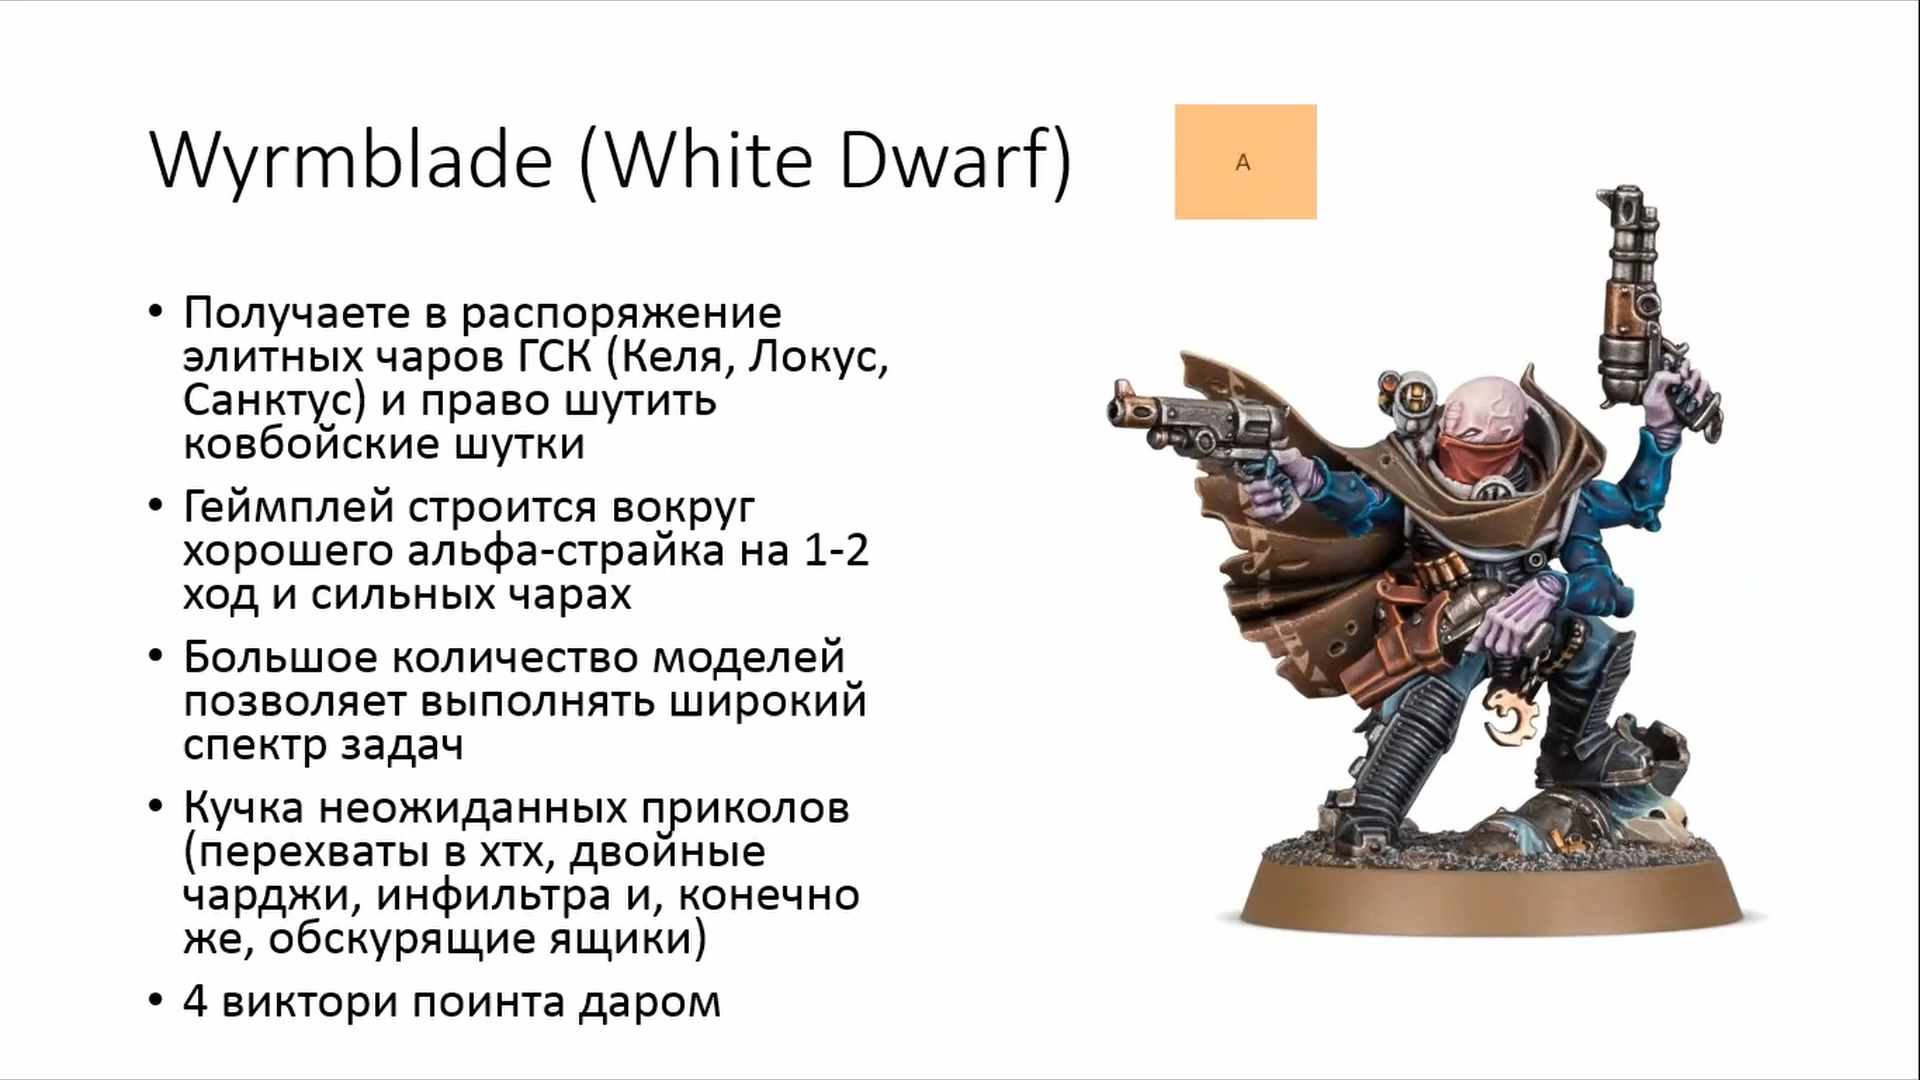 Wyrmblade (White Dwarf)
A
• Получаете в распоряжение
элитных чаров ГСК (Келя, Локус,
Санктус) и право шутить
ковбойские шутки
• Геймплей строится вокруг
хорошего альфа-страйка на 1-2
ход и сильных чарах
• Большое количество моделей
позволяет выполнять широкий
спектр задач
• Кучка неожиданных приколов
(перехваты в хтх, двойные
чарджи, инфильтра и, конечно
же, обскурящие ящики)
• 4 виктори поинта даром